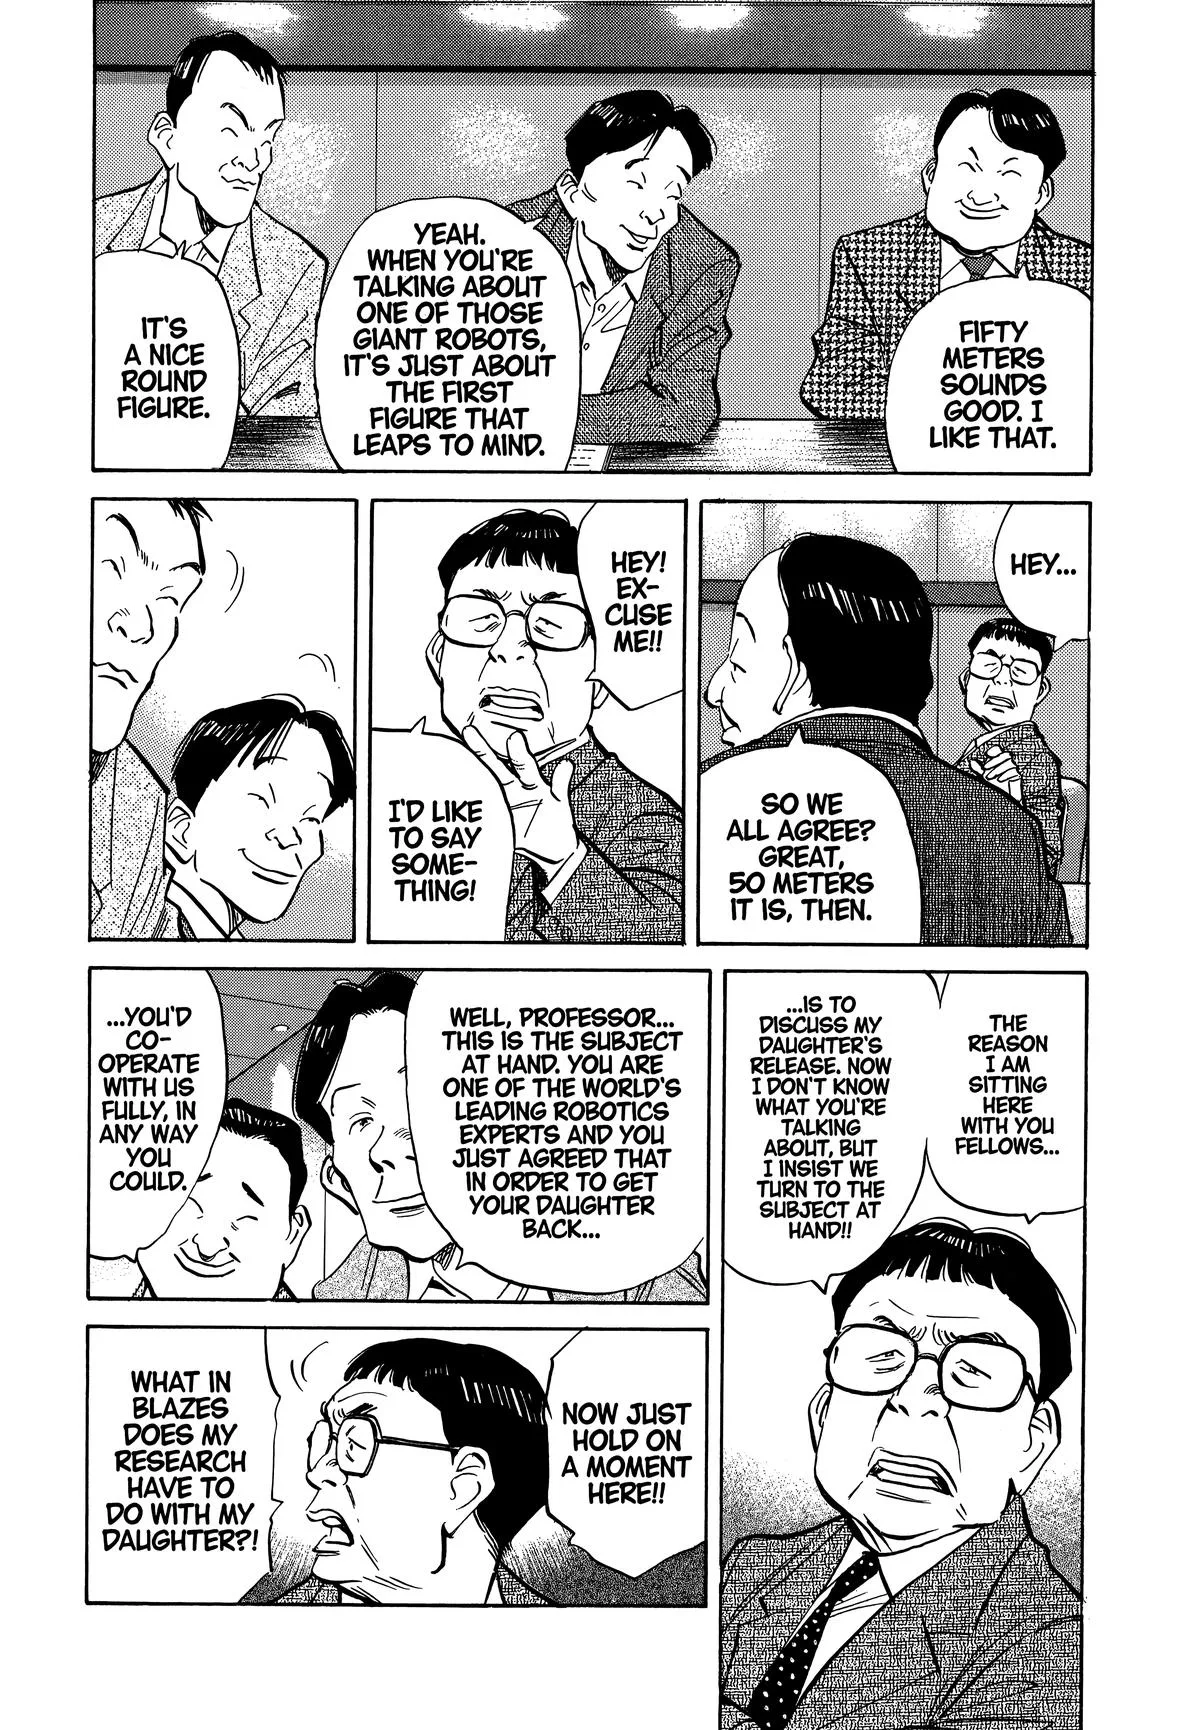 FIFTY
METERS
SOUNDS
GOOD. I
LIKE THAT.
YEAH.
WHEN YOU'RE
TALKING ABOUT
ONE OF THOSE
GIANT ROBOTS,
IT'S JUST ABOUT
THE FIRST
FIGURE THAT
LEAPS TO MIND.
IT'S
A NICE
ROUND
FIGURE.
HEY...
SO WE
ALL AGREE?
GREAT,
50 METERS
IT IS, THEN.
HEY!
EX-
CUSE
ME!!
I'D LIKE
TO SAY
SOME-
THING!
THE
REASON
I AM
SITTING
HERE
WITH YOU
FELLOWS...
...IS TO
DISCUSS MY
DAUGHTER'S
RELEASE. NOW
I DON'T KNOW
WHAT YOU'RE
TALKING
ABOUT, BUT
I INSIST WE
TURN TO THE
SUBJECT AT
HAND!!
WELL, PROFESSOR...
THIS IS THE SUBJECT
AT HAND. YOU ARE
ONE OF THE WORLD'S
LEADING ROBOTICS
EXPERTS AND YOU
JUST AGREED THAT
IN ORDER TO GET
YOUR DAUGHTER
BACK...
...YOU'D
CO-
OPERATE
WITH US
FULLY, IN
ANY WAY
YOU
COULD.
NOW JUST
HOLD ON
A MOMENT
HERE!!
WHAT IN
BLAZES
DOES MY
RESEARCH
HAVE TO
DO WITH MY
DAUGHTER?!